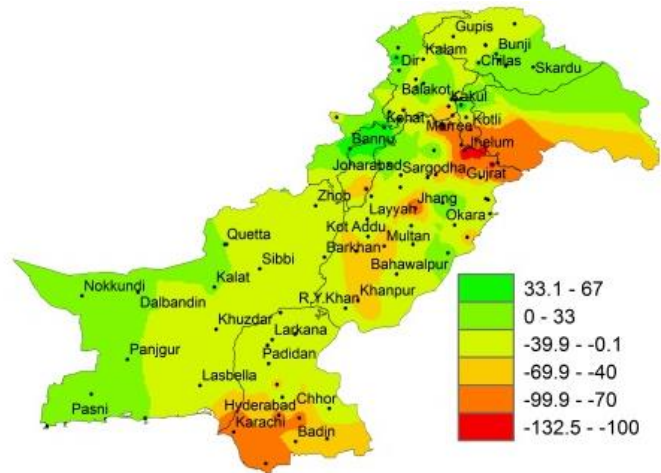 Gupis
Bunji
Kalam
Dir
Chilas
Skardu
Balakot
Kakul
Kohat
Murree
Kotli
Bannu
Jhelum
Joharabad
Sargodha
Gujrat
Zhob
Layyah
Jhang
Okara
Kot Addu
Quetta
Barkhan
Multan
Sibbi
Bahawalpur
Nokkundi
Kalat
Dalbandin
R.Y.Khan
Khanpur
Khuzdar
Larkana
Panjgur
Padidan
Lasbella
Pasni
Hyderabad
Chhor
Karachi
Badin
33.1 - 67
0 - 33
-39.9 - -0.1
-69.9 - -40
-99.9 - -70
-132.5 - -100